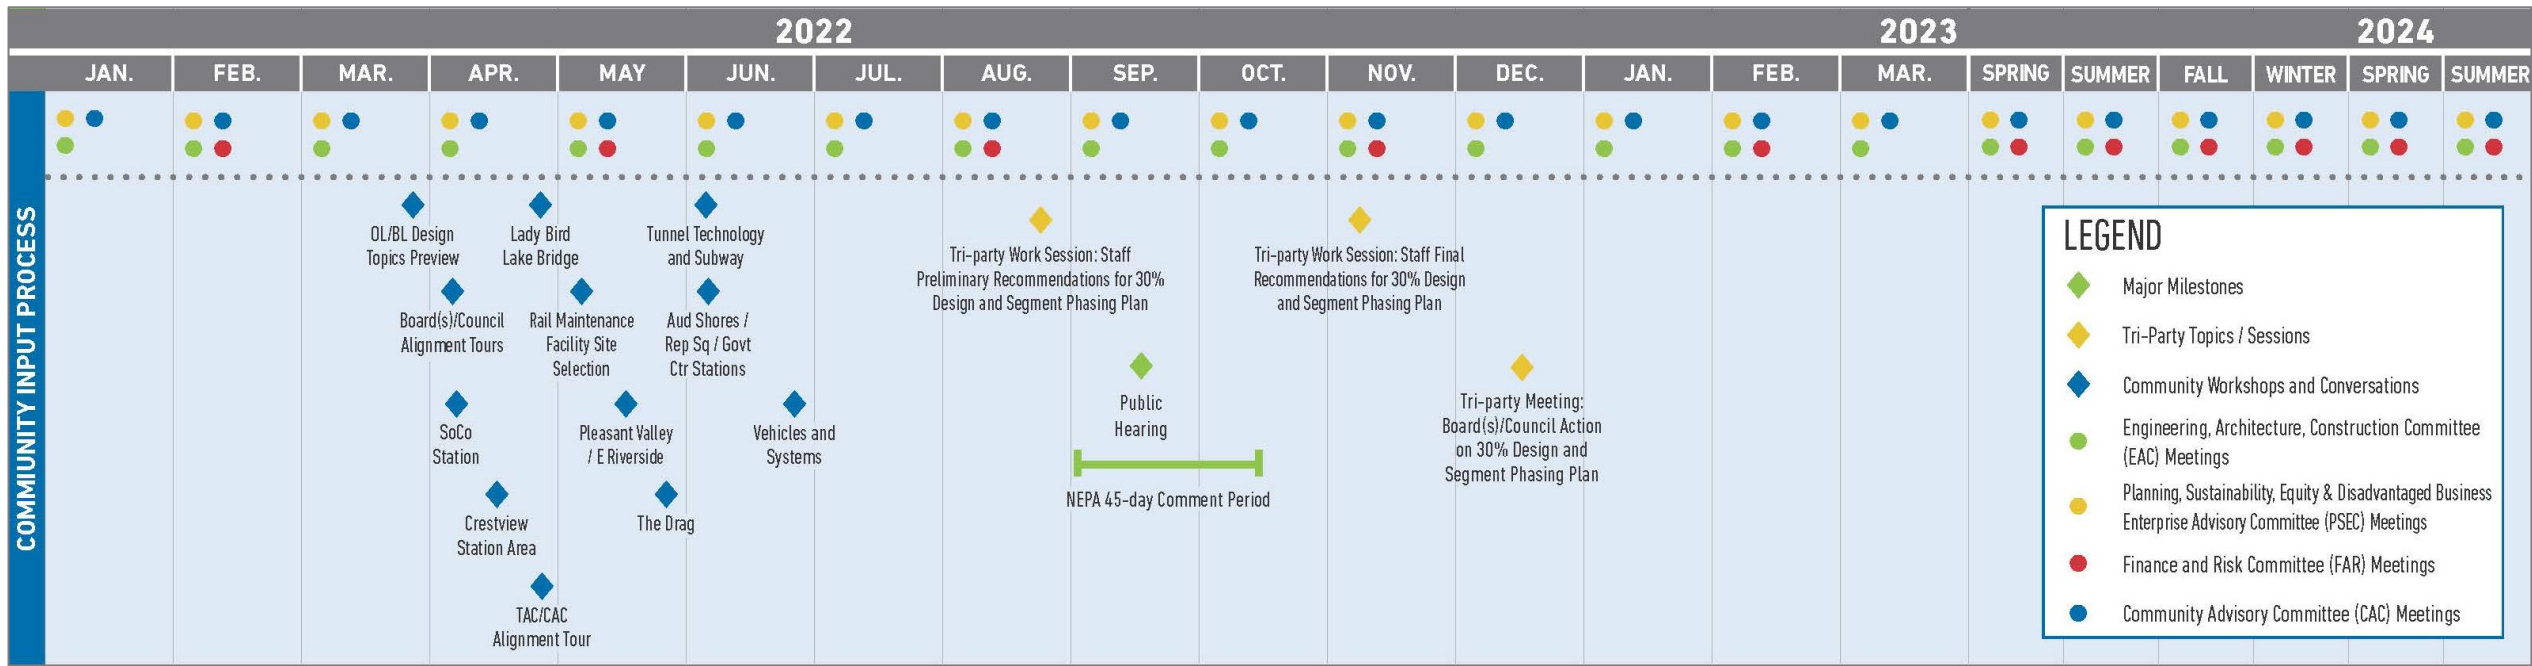 2022
2023
2024
JAN.
FEB.
MAR.
APR.
MAY
JUN.
JUL.
AUG.
SEP.
OCT.
NOV.
DEC.
JAN.
FEB.
MAR.
SPRING
SUMMER
FALL
WINTER
SPRING
SUMMER
COMMUNITY INPUT PROCESS
OL/BL Design
Topics Preview
Lady Bird
Lake Bridge
Tunnel Technology
and Subway
Tri-party Work Session: Staff
Preliminary Recommendations for 30%
Design and Segment Phasing Plan
Tri-party Work Session: Staff Final
Recommendations for 30% Design
and Segment Phasing Plan
Board(s)/Council
Alignment Tours
Rail Maintenance
Facility Site
Selection
Aud Shores /
Rep Sq / Govt
Ctr Stations
Public
Hearing
Tri-party Meeting:
Board(s)/Council Action
on 30% Design and
Segment Phasing Plan
SoCo
Station
Pleasant Valley
/ E Riverside
Vehicles and
Systems
NEPA 45-day Comment Period
Crestview
Station Area
The Drag
TAC/CAC
Alignment Tour
LEGEND
Major Milestones
Tri-Party Topics / Sessions
Community Workshops and Conversations
Engineering, Architecture, Construction Committee
(EAC) Meetings
Planning, Sustainability, Equity & Disadvantaged Business
Enterprise Advisory Committee (PSEC) Meetings
Finance and Risk Committee (FAR) Meetings
Community Advisory Committee (CAC) Meetings